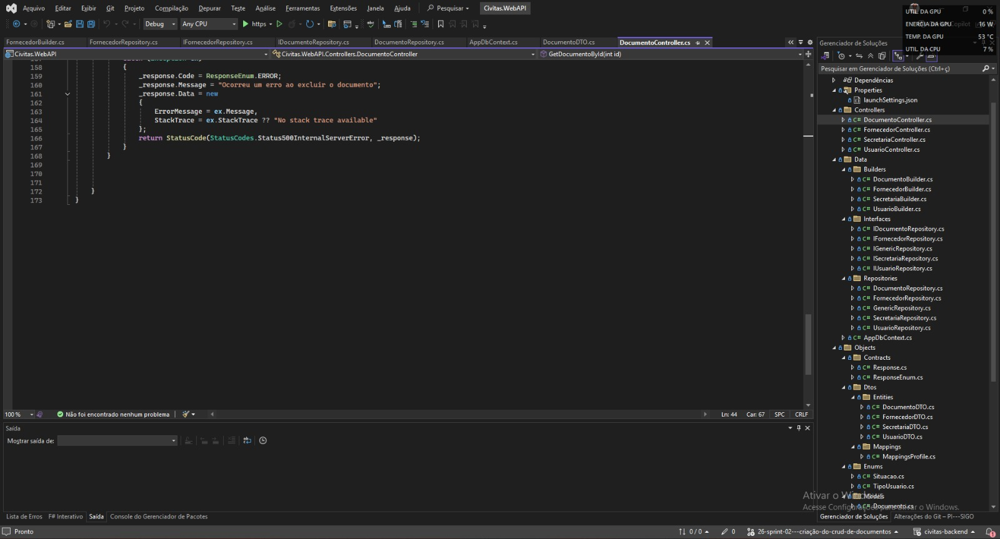 Arquivo Editar Exibir Git Projeto Compilação Depurar Teste Análise Ferramentas Extensões Janela Ajuda Pesquisar Civitas.WebAPI
UTIL. DA GPU 0 %
ENERGIA DA GPU 16 W
TEMP. DA GPU 53 °C
UTIL. DA CPU 7 %
Debug Any CPU https
FornecedorBuilder.cs FornecedorRepository.cs IFornecedorRepository.cs IDocumentoRepository.cs DocumentoRepository.cs AppDbContext.cs DocumentoDTO.cs DocumentoController.cs
Civitas.WebAPI Civitas.WebAPI.Controllers.DocumentoController GetDocumentoById(int id)
158 {
159 _response.Code = ResponseEnum.ERROR;
160 _response.Message = "Ocorreu um erro ao excluir o documento";
161 _response.Data = new
162 {
163 ErrorMessage = ex.Message,
164 StackTrace = ex.StackTrace ?? "No stack trace available"
165 };
166 return StatusCode(StatusCodes.Status500InternalServerError, _response);
167 }
168 }
169
170
171
172 }
173 }
100 % Não foi encontrado nenhum problema Ln: 44 Car: 67 SPC CRLF
Saída
Mostrar saída de:
Lista de Erros F# Interativo Saída Console do Gerenciador de Pacotes
Gerenciador de Soluções
Pesquisar em Gerenciador de Soluções (Ctrl+ç)
Dependências
Properties
launchSettings.json
Controllers
C# DocumentoController.cs
C# FornecedorController.cs
C# SecretariaController.cs
C# UsuarioController.cs
Data
Builders
C# DocumentoBuilder.cs
C# FornecedorBuilder.cs
C# SecretariaBuilder.cs
C# UsuarioBuilder.cs
Interfaces
C# IDocumentoRepository.cs
C# IFornecedorRepository.cs
C# IGenericRepository.cs
C# ISecretariaRepository.cs
C# IUsuarioRepository.cs
Repositories
C# DocumentoRepository.cs
C# FornecedorRepository.cs
C# GenericRepository.cs
C# SecretariaRepository.cs
C# UsuarioRepository.cs
C# AppDbContext.cs
Objects
Contracts
C# Response.cs
C# ResponseEnum.cs
Dtos
Entities
C# DocumentoDTO.cs
C# FornecedorDTO.cs
C# SecretariaDTO.cs
C# UsuarioDTO.cs
Mappings
C# MappingsProfile.cs
Enums
C# Situacao.cs
C# TipoUsuario.cs
Models
C# Documento.cs
Ativar o Windows
Acesse Configurações para ativar o Windows.
Gerenciador de Soluções Alterações do Git – PI---SIGO
Pronto 0 / 0 0 26-sprint-02---criação-do-crud-de-documentos civitas-backend 1